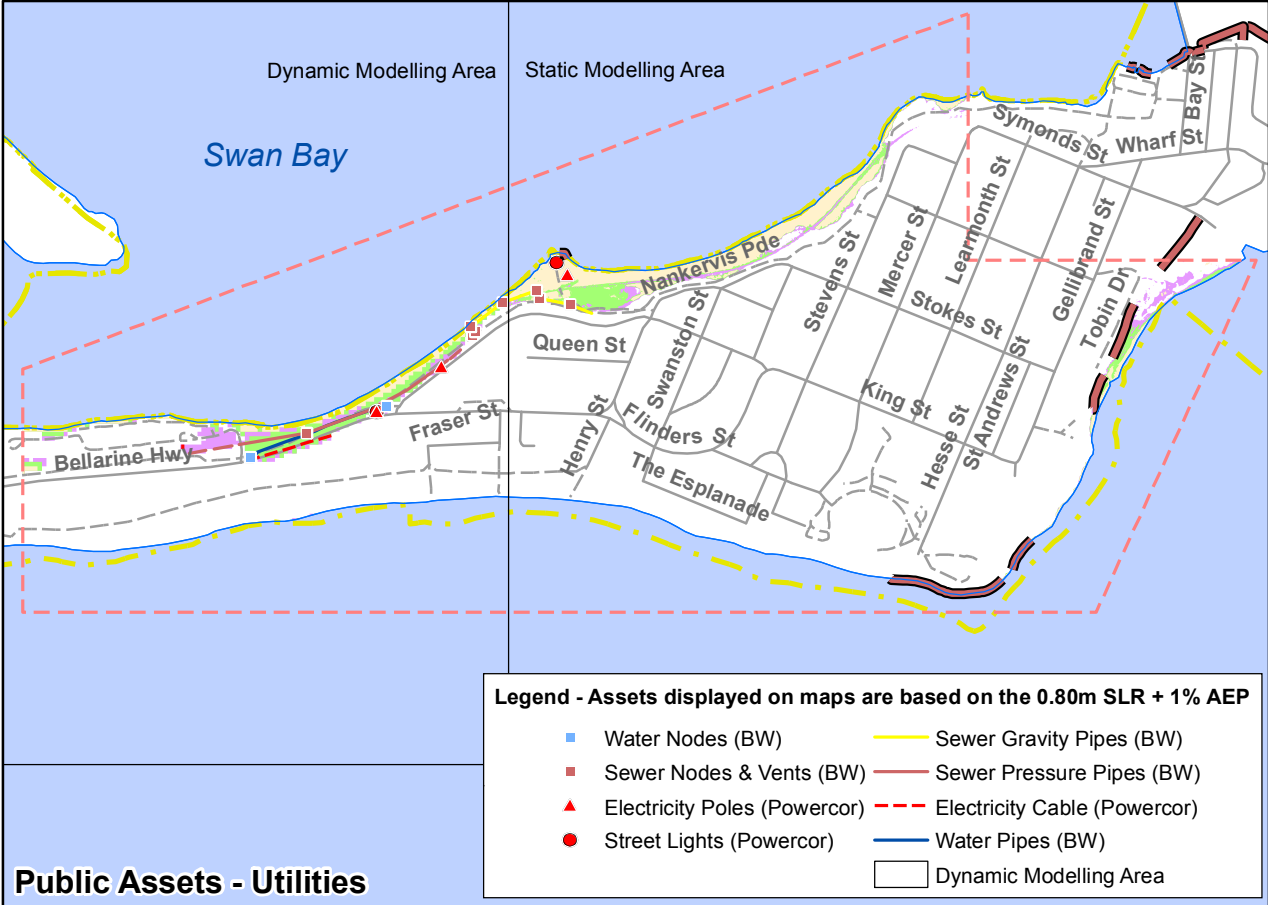 Dynamic Modelling Area
Static Modelling Area
Swan Bay
Bay St
Symonds St
Wharf St
Learmonth St
Mercer St
Gellibrand St
Nankervis Pde
Stevens St
Stokes St
Tobin Dr
Queen St
Swanston St
King St
St Andrews St
Hesse St
Fraser St
Henry St
Flinders St
Bellarine Hwy
The Esplanade
Legend - Assets displayed on maps are based on the 0.80m SLR + 1% AEP
Water Nodes (BW)
Sewer Nodes & Vents (BW)
Electricity Poles (Powercor)
Street Lights (Powercor)
Sewer Gravity Pipes (BW)
Sewer Pressure Pipes (BW)
Electricity Cable (Powercor)
Water Pipes (BW)
Dynamic Modelling Area
Public Assets - Utilities